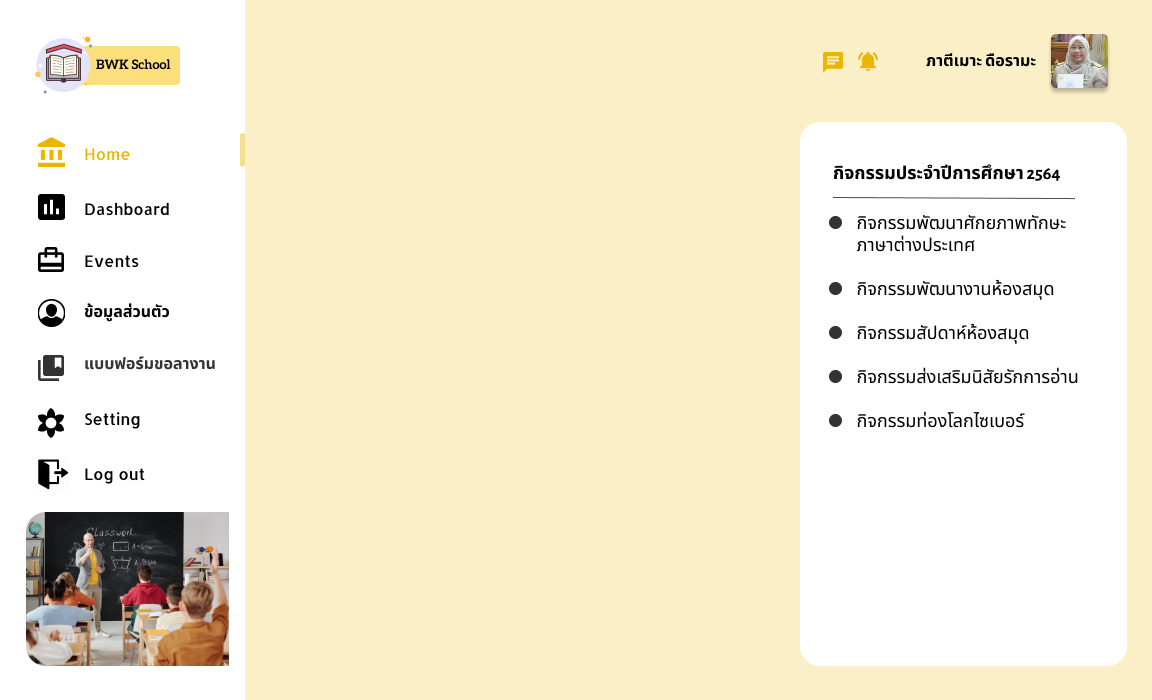 BWK School
ภาตีเมาะ ดือรามะ
Home
Dashboard
Events
ข้อมูลส่วนตัว
แบบฟอร์มขอลางาน
Setting
Log out
Classwork
กิจกรรมประจำปีการศึกษา 2564
กิจกรรมพัฒนาศักยภาพทักษะ
ภาษาต่างประเทศ
กิจกรรมพัฒนางานห้องสมุด
กิจกรรมสัปดาห์ห้องสมุด
กิจกรรมส่งเสริมนิสัยรักการอ่าน
กิจกรรมท่องโลกไซเบอร์